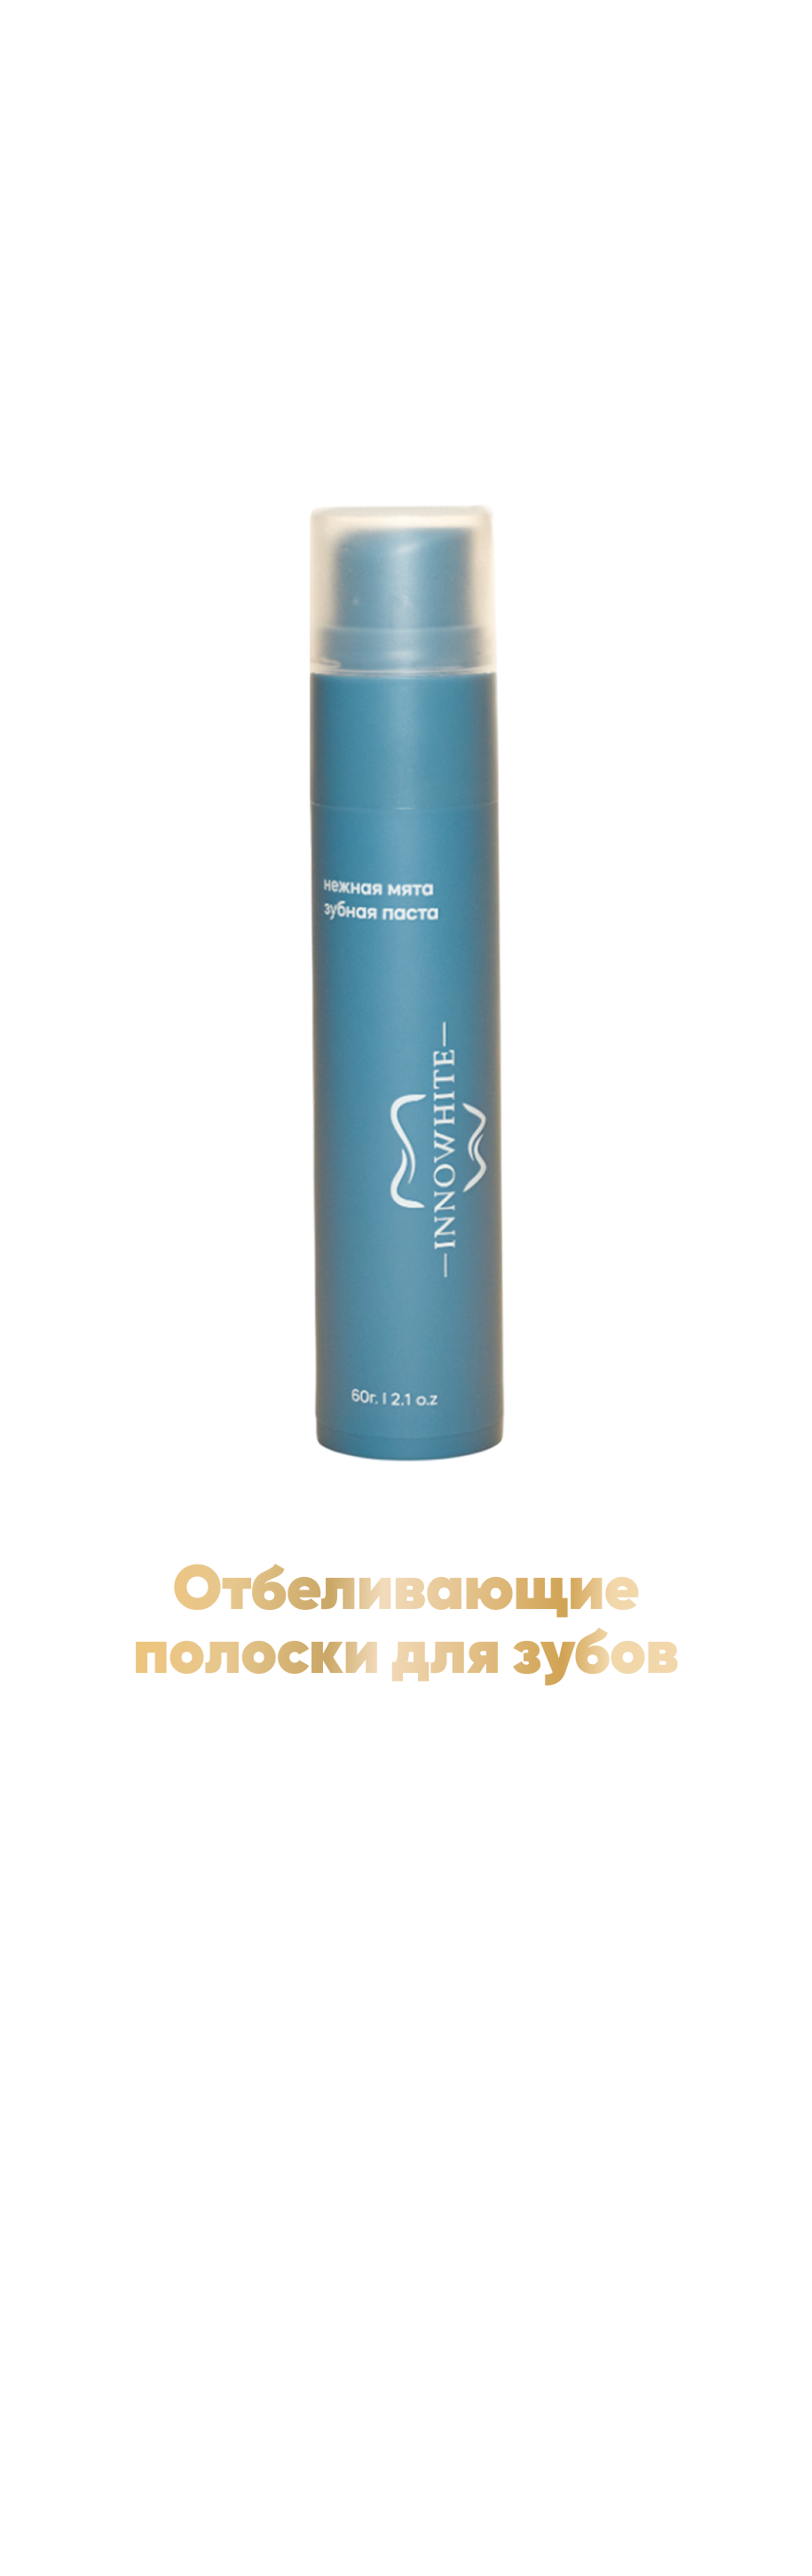 нежная мята
зубная паста
—INNOWHITE—
60г. | 2.1 o.z
Отбеливающие
полоски для зубов